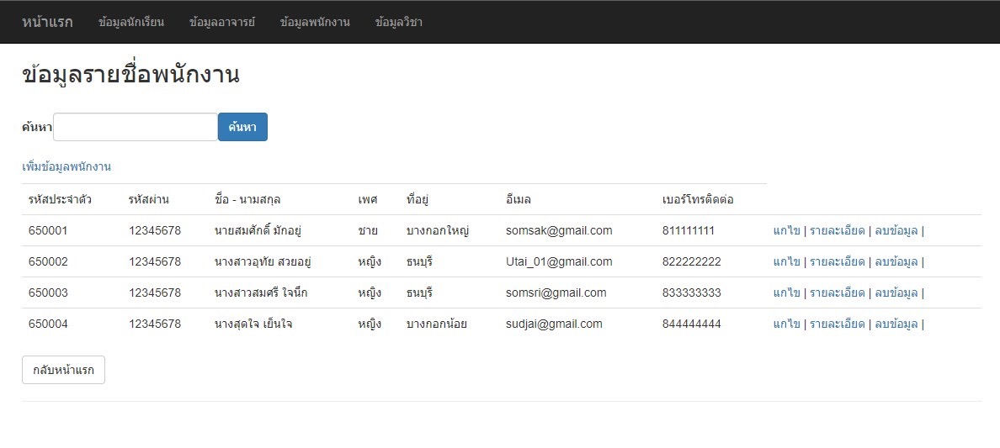 หน้าแรก ข้อมูลนักเรียน ข้อมูลอาจารย์ ข้อมูลพนักงาน ข้อมูลวิชา
ข้อมูลรายชื่อพนักงาน
ค้นหา ค้นหา
เพิ่มข้อมูลพนักงาน
รหัสประจำตัว รหัสผ่าน ชื่อ - นามสกุล เพศ ที่อยู่ อีเมล เบอร์โทรติดต่อ
650001 12345678 นายสมศักดิ์ มักอยู่ ชาย บางกอกใหญ่ somsak@gmail.com 811111111 แก้ไข | รายละเอียด | ลบข้อมูล |
650002 12345678 นางสาวอุทัย สวยอยู่ หญิง ธนบุรี Utai_01@gmail.com 822222222 แก้ไข | รายละเอียด | ลบข้อมูล |
650003 12345678 นางสาวสมศรี ใจนึก หญิง ธนบุรี somsri@gmail.com 833333333 แก้ไข | รายละเอียด | ลบข้อมูล |
650004 12345678 นางสุดใจ เย็นใจ หญิง บางกอกน้อย sudjai@gmail.com 844444444 แก้ไข | รายละเอียด | ลบข้อมูล |
กลับหน้าแรก